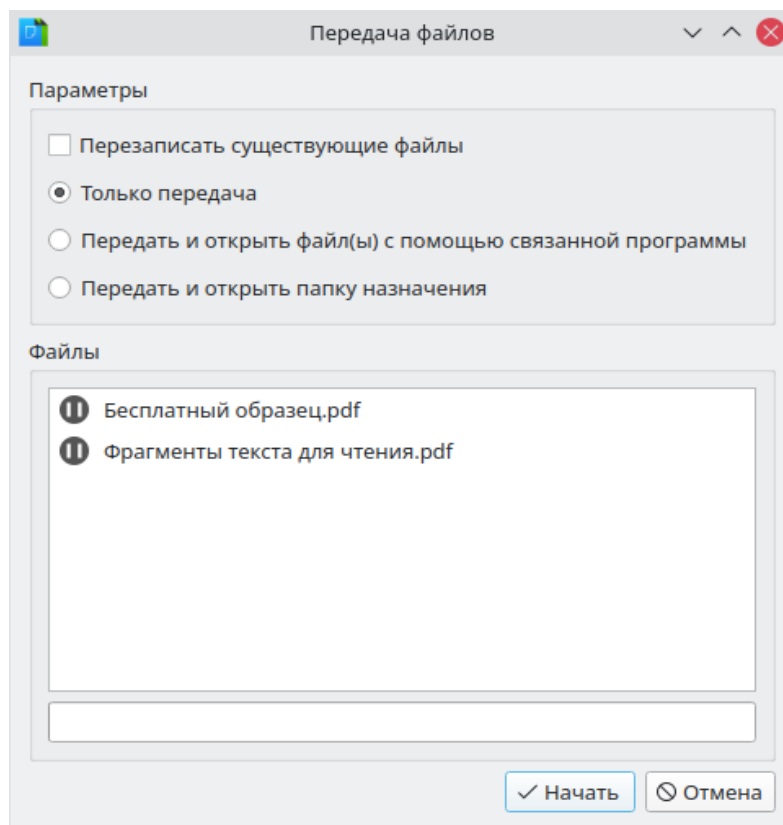 Передача файлов
Параметры
Перезаписать существующие файлы
Только передача
Передать и открыть файл(ы) с помощью связанной программы
Передать и открыть папку назначения
Файлы
Бесплатный образец.pdf
Фрагменты текста для чтения.pdf
Начать
Отмена